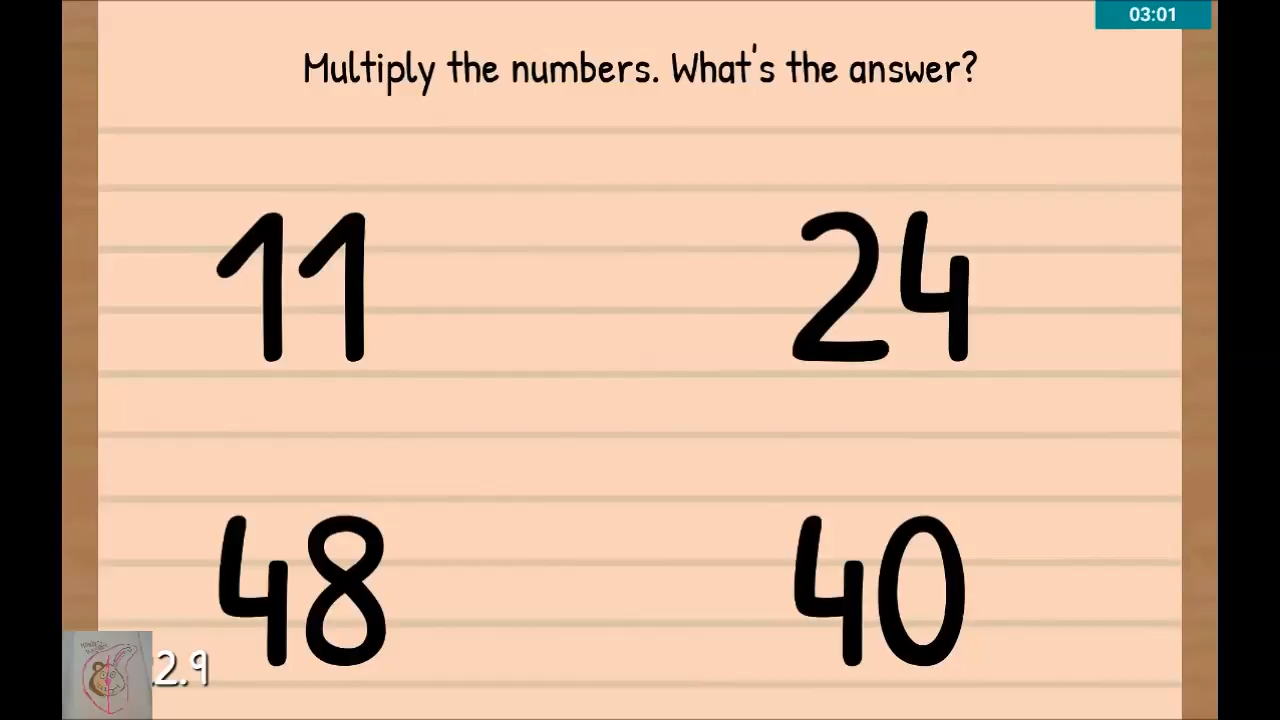 03:01
Multiply the numbers. What's the answer?
11 24
48 40
2.9